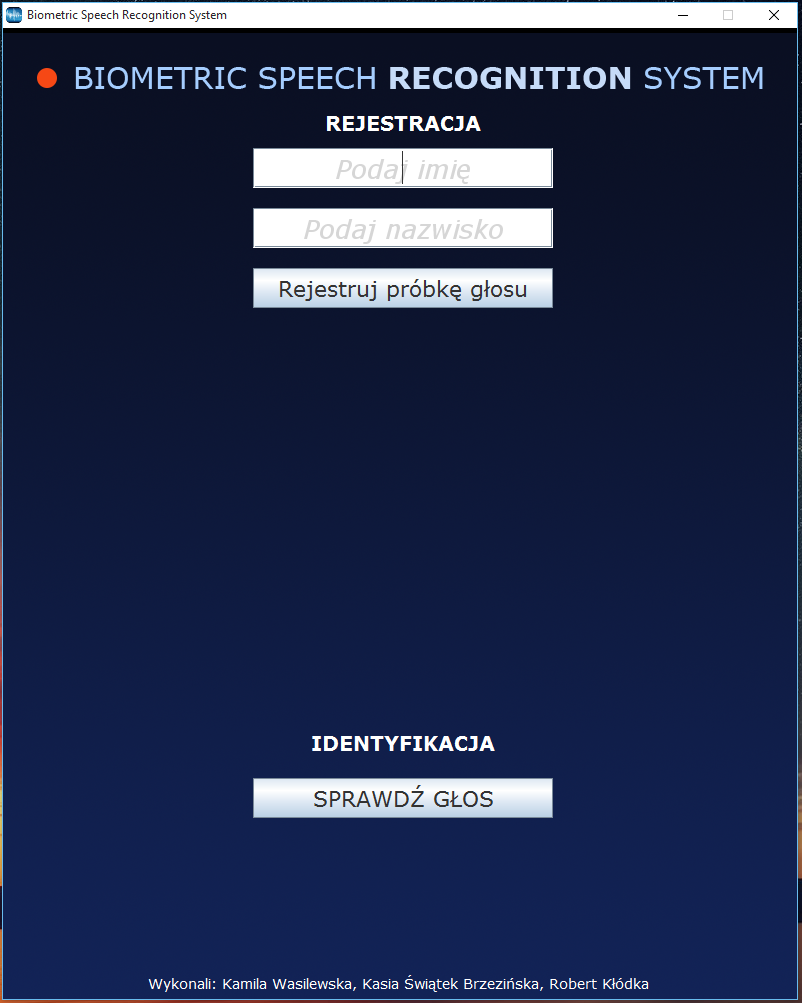 Biometric Speech Recognition System
BIOMETRIC SPEECH RECOGNITION SYSTEM
REJESTRACJA
Podaj imię
Podaj nazwisko
Rejestruj próbkę głosu
IDENTYFIKACJA
SPRAWDŹ GŁOS
Wykonali: Kamila Wasilewska, Kasia Świątek Brzezińska, Robert Kłódka